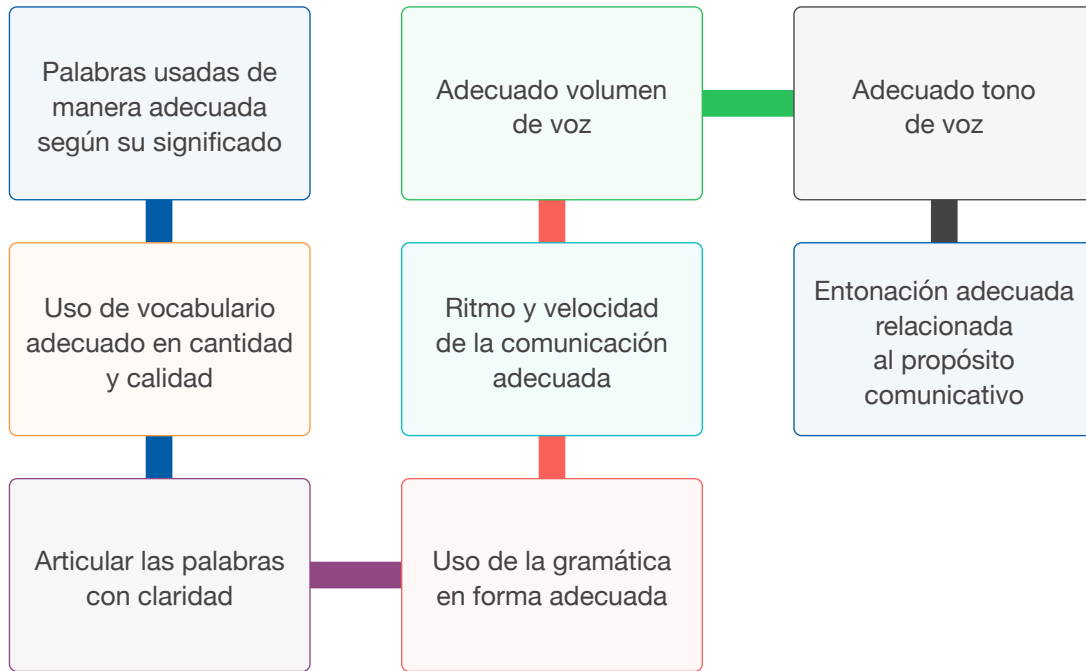 Palabras usadas de
manera adecuada
según su significado
Uso de vocabulario
adecuado en cantidad
y calidad
Articular las palabras
con claridad
Uso de la gramática
en forma adecuada
Ritmo y velocidad
de la comunicación
adecuada
Adecuado volumen
de voz
Adecuado tono
de voz
Entonación adecuada
relacionada
al propósito
comunicativo